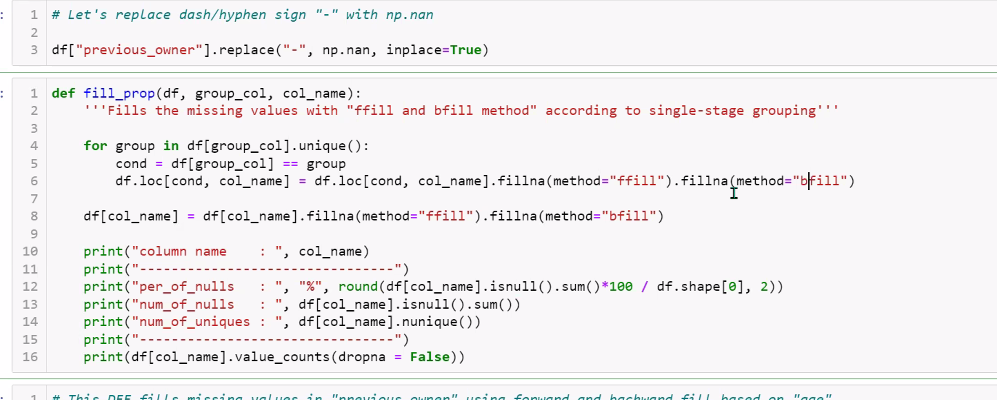 : 1 # Let's replace dash/hyphen sign "-" with np.nan
2
3 df["previous_owner"].replace("-", np.nan, inplace=True)
: 1 def fill_prop(df, group_col, col_name):
2 '''Fills the missing values with "ffill and bfill method" according to single-stage grouping'''
3
4 for group in df[group_col].unique():
5 cond = df[group_col] == group
6 df.loc[cond, col_name] = df.loc[cond, col_name].fillna(method="ffill").fillna(method="bfill")
7
8 df[col_name] = df[col_name].fillna(method="ffill").fillna(method="bfill")
9
10 print("column name    : ", col_name)
11 print("--------------------------------")
12 print("per_of_nulls   : ", "%", round(df[col_name].isnull().sum()*100 / df.shape[0], 2))
13 print("num_of_nulls   : ", df[col_name].isnull().sum())
14 print("num_of_uniques : ", df[col_name].nunique())
15 print("--------------------------------")
16 print(df[col_name].value_counts(dropna = False))
: 1 # This DEF fills missing values in "previous_owner" using forward and backward fill based on "age"